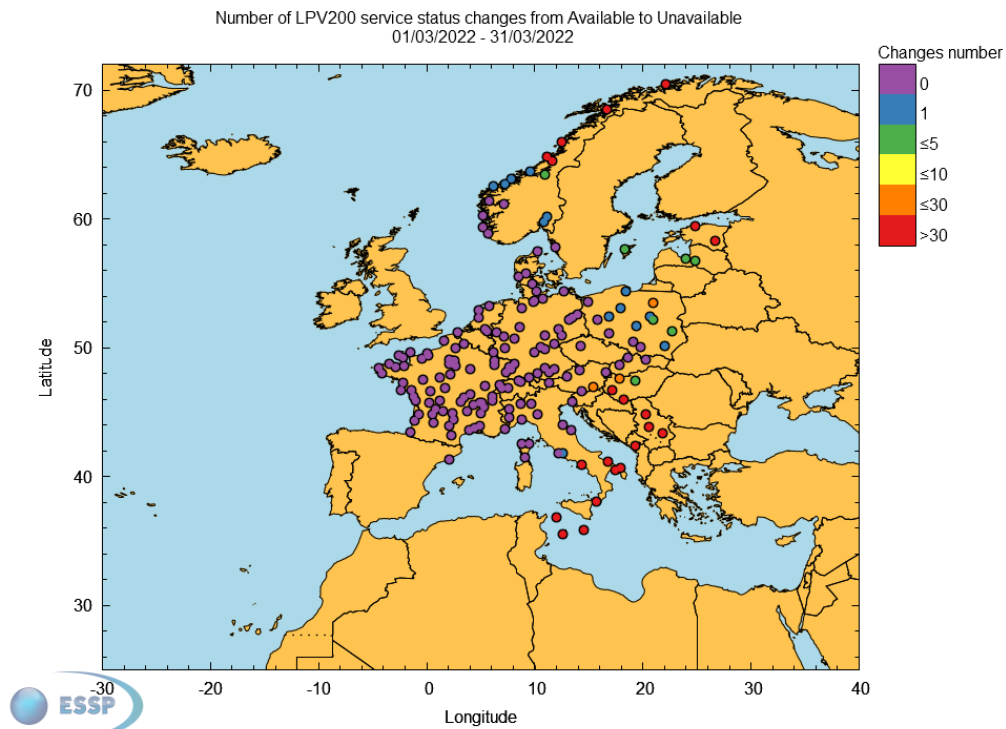 Number of LPV200 service status changes from Available to Unavailable
01/03/2022 - 31/03/2022
Changes number
0
1
≤5
≤10
≤30
>30
70
60
50
40
30
Latitude
-30 -20 -10 0 10 20 30 40
Longitude
ESSP